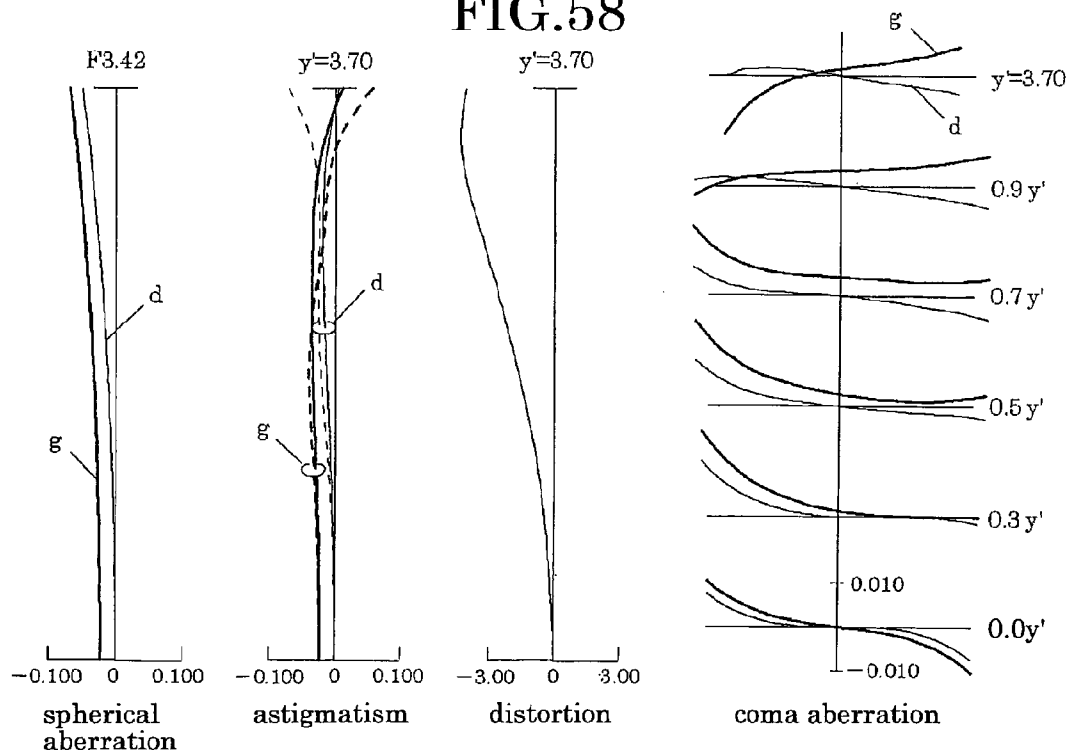 FIG.58
F3.42
y'=3.70
y'=3.70
g
y'=3.70
d
0.9 y'
d
d
0.7 y'
0.5 y'
g
g
0.3 y'
0.010
0.0y'
−0.010
−0.100 0 0.100
−0.100 0 0.100
−3.00 0 3.00
spherical
aberration
astigmatism
distortion
coma aberration